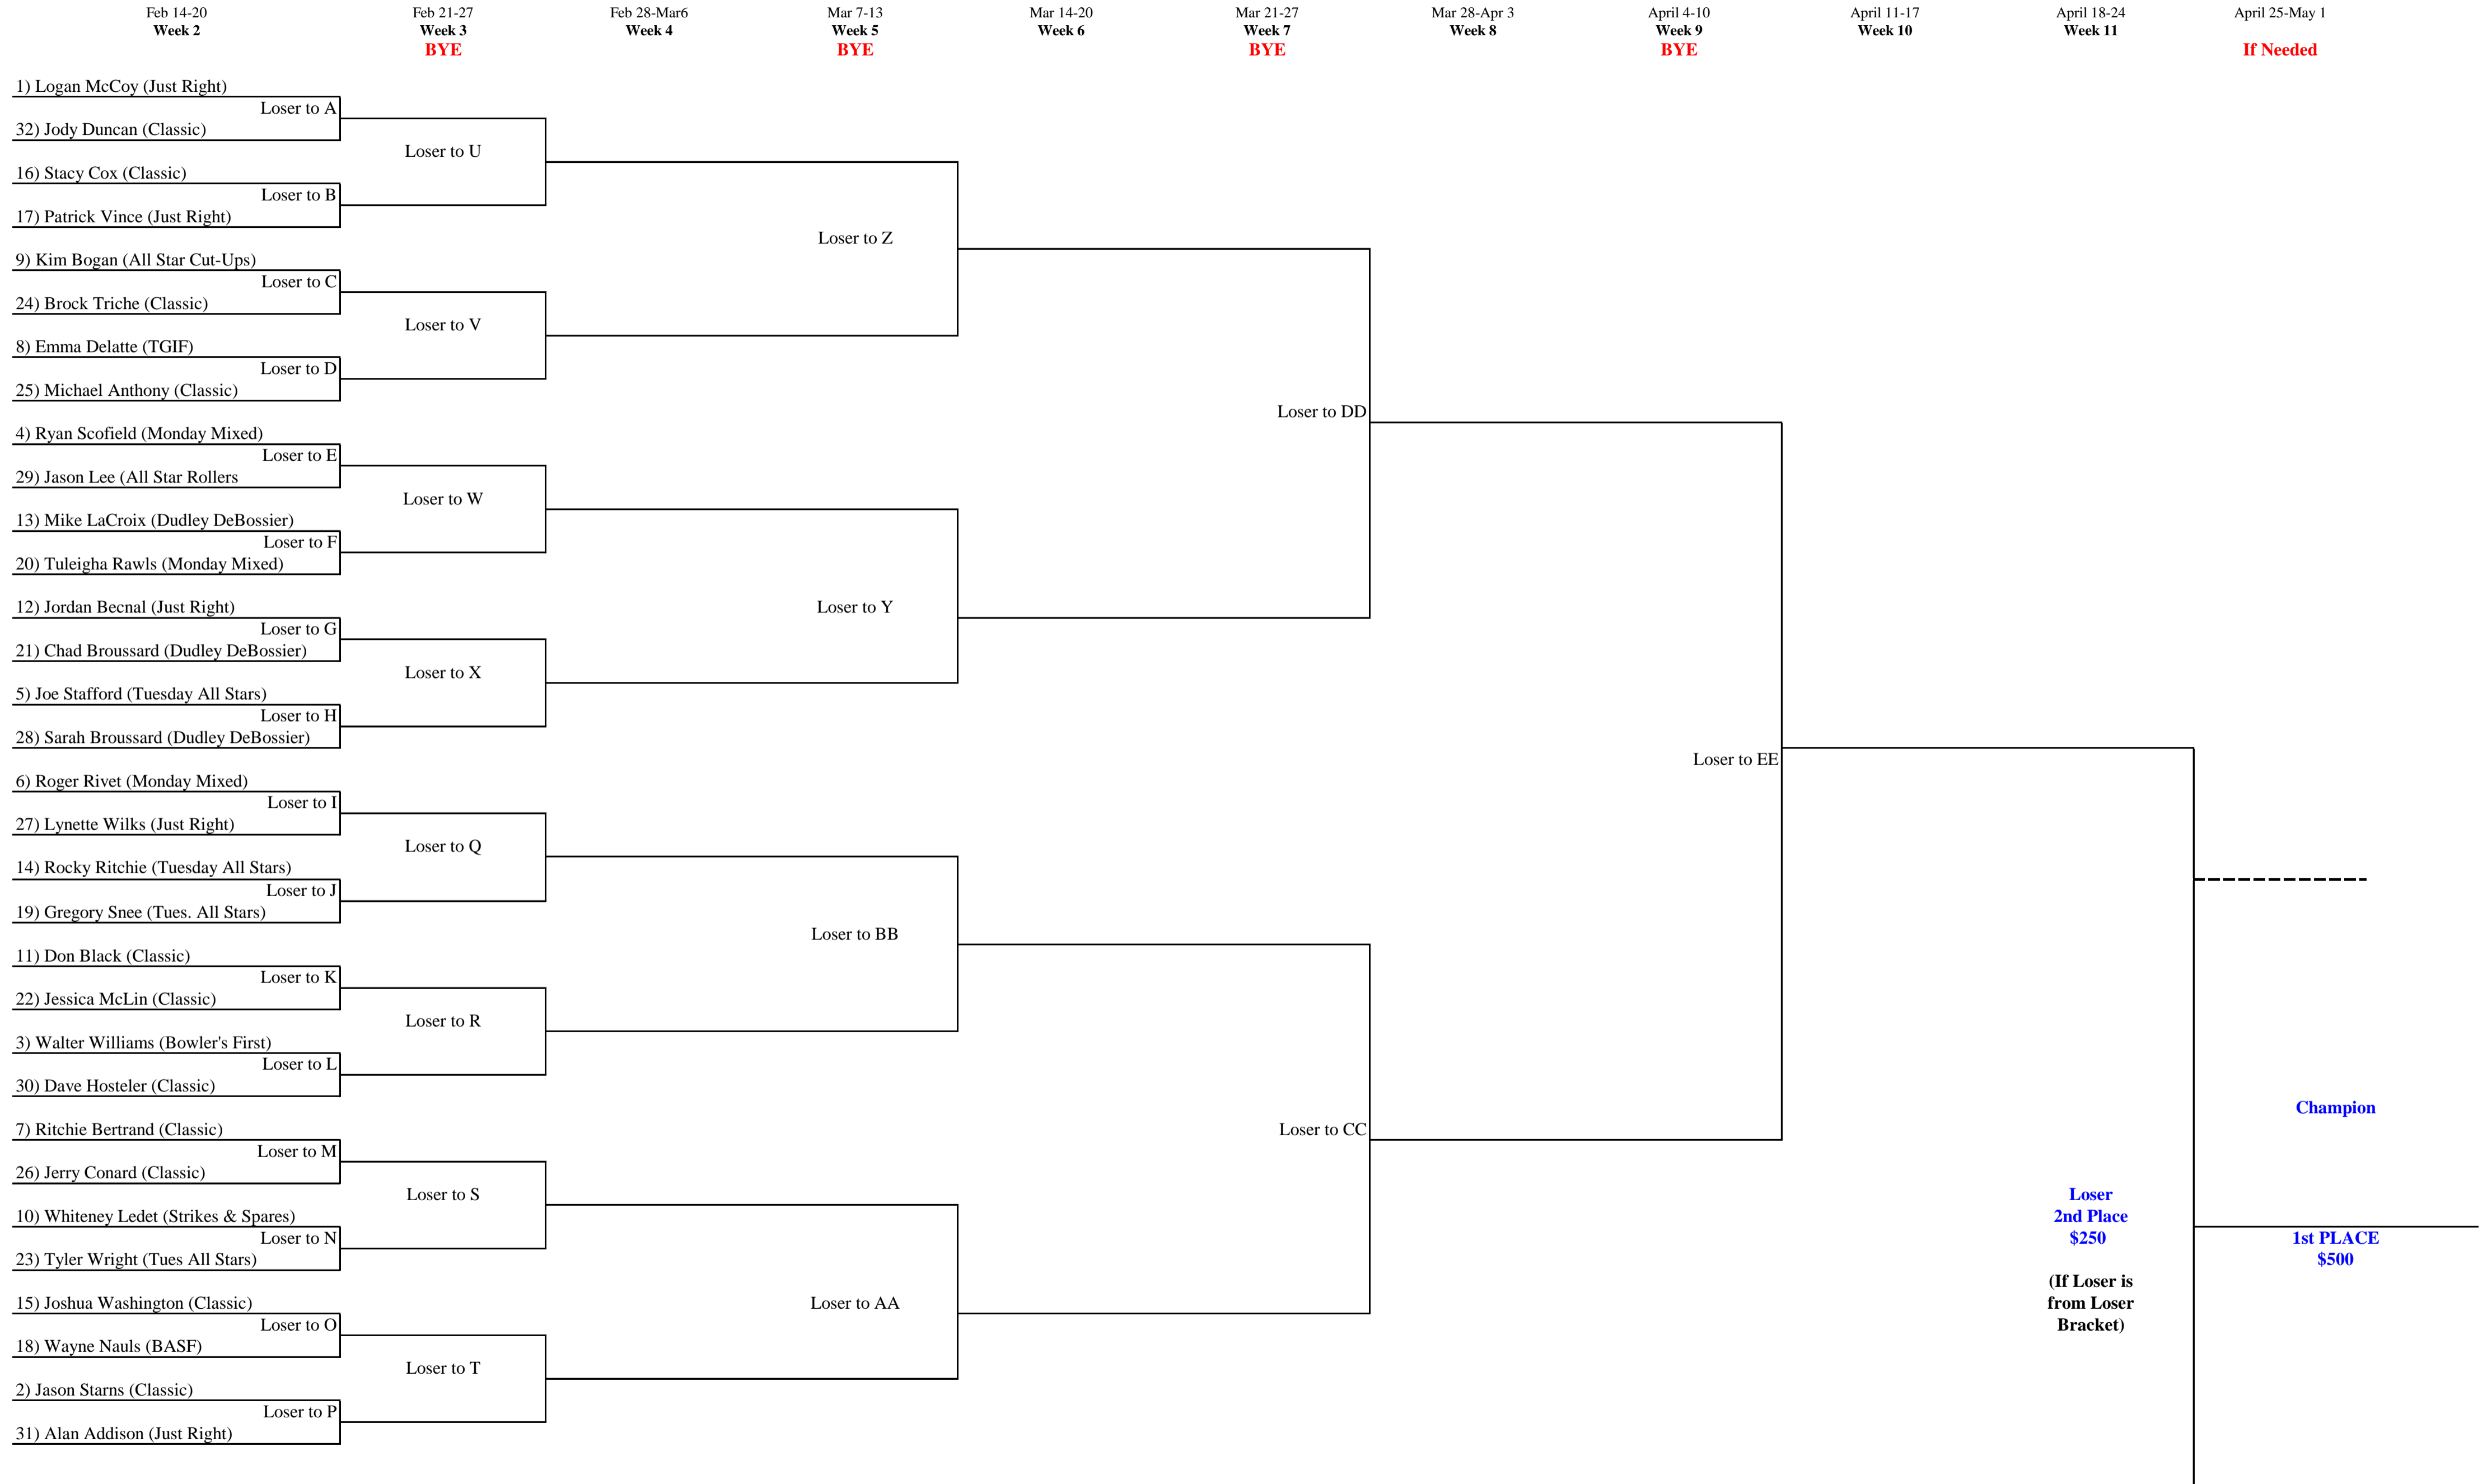 Feb 14-20 Feb 21-27 Feb 28-Mar6 Mar 7-13 Mar 14-20 Mar 21-27 Mar 28-Apr 3 April 4-10 April 11-17 April 18-24 April 25-May 1
Week 2 Week 3 Week 4 Week 5 Week 6 Week 7 Week 8 Week 9 Week 10 Week 11
BYE BYE BYE BYE If Needed
1) Logan McCoy (Just Right)
Loser to A
32) Jody Duncan (Classic)
Loser to U
16) Stacy Cox (Classic)
Loser to B
17) Patrick Vince (Just Right)
Loser to Z
9) Kim Bogan (All Star Cut-Ups)
Loser to C
24) Brock Triche (Classic)
Loser to V
8) Emma Delatte (TGIF)
Loser to D
25) Michael Anthony (Classic)
Loser to DD
4) Ryan Scofield (Monday Mixed)
Loser to E
29) Jason Lee (All Star Rollers
Loser to W
13) Mike LaCroix (Dudley DeBossier)
Loser to F
20) Tuleigha Rawls (Monday Mixed)
12) Jordan Becnal (Just Right)
Loser to Y
Loser to G
21) Chad Broussard (Dudley DeBossier)
Loser to X
5) Joe Stafford (Tuesday All Stars)
Loser to H
28) Sarah Broussard (Dudley DeBossier)
Loser to EE
6) Roger Rivet (Monday Mixed)
Loser to I
27) Lynette Wilks (Just Right)
Loser to Q
14) Rocky Ritchie (Tuesday All Stars)
Loser to J
19) Gregory Snee (Tues. All Stars)
Loser to BB
11) Don Black (Classic)
Loser to K
22) Jessica McLin (Classic)
Loser to R
3) Walter Williams (Bowler's First)
Loser to L
30) Dave Hosteler (Classic)
Champion
7) Ritchie Bertrand (Classic)
Loser to CC
Loser to M
26) Jerry Conard (Classic)
Loser to S
Loser
10) Whiteney Ledet (Strikes & Spares)
2nd Place
Loser to N
$250
1st PLACE
23) Tyler Wright (Tues All Stars)
$500
(If Loser is
15) Joshua Washington (Classic)
Loser to AA
from Loser
Loser to O
Bracket)
18) Wayne Nauls (BASF)
Loser to T
2) Jason Starns (Classic)
Loser to P
31) Alan Addison (Just Right)